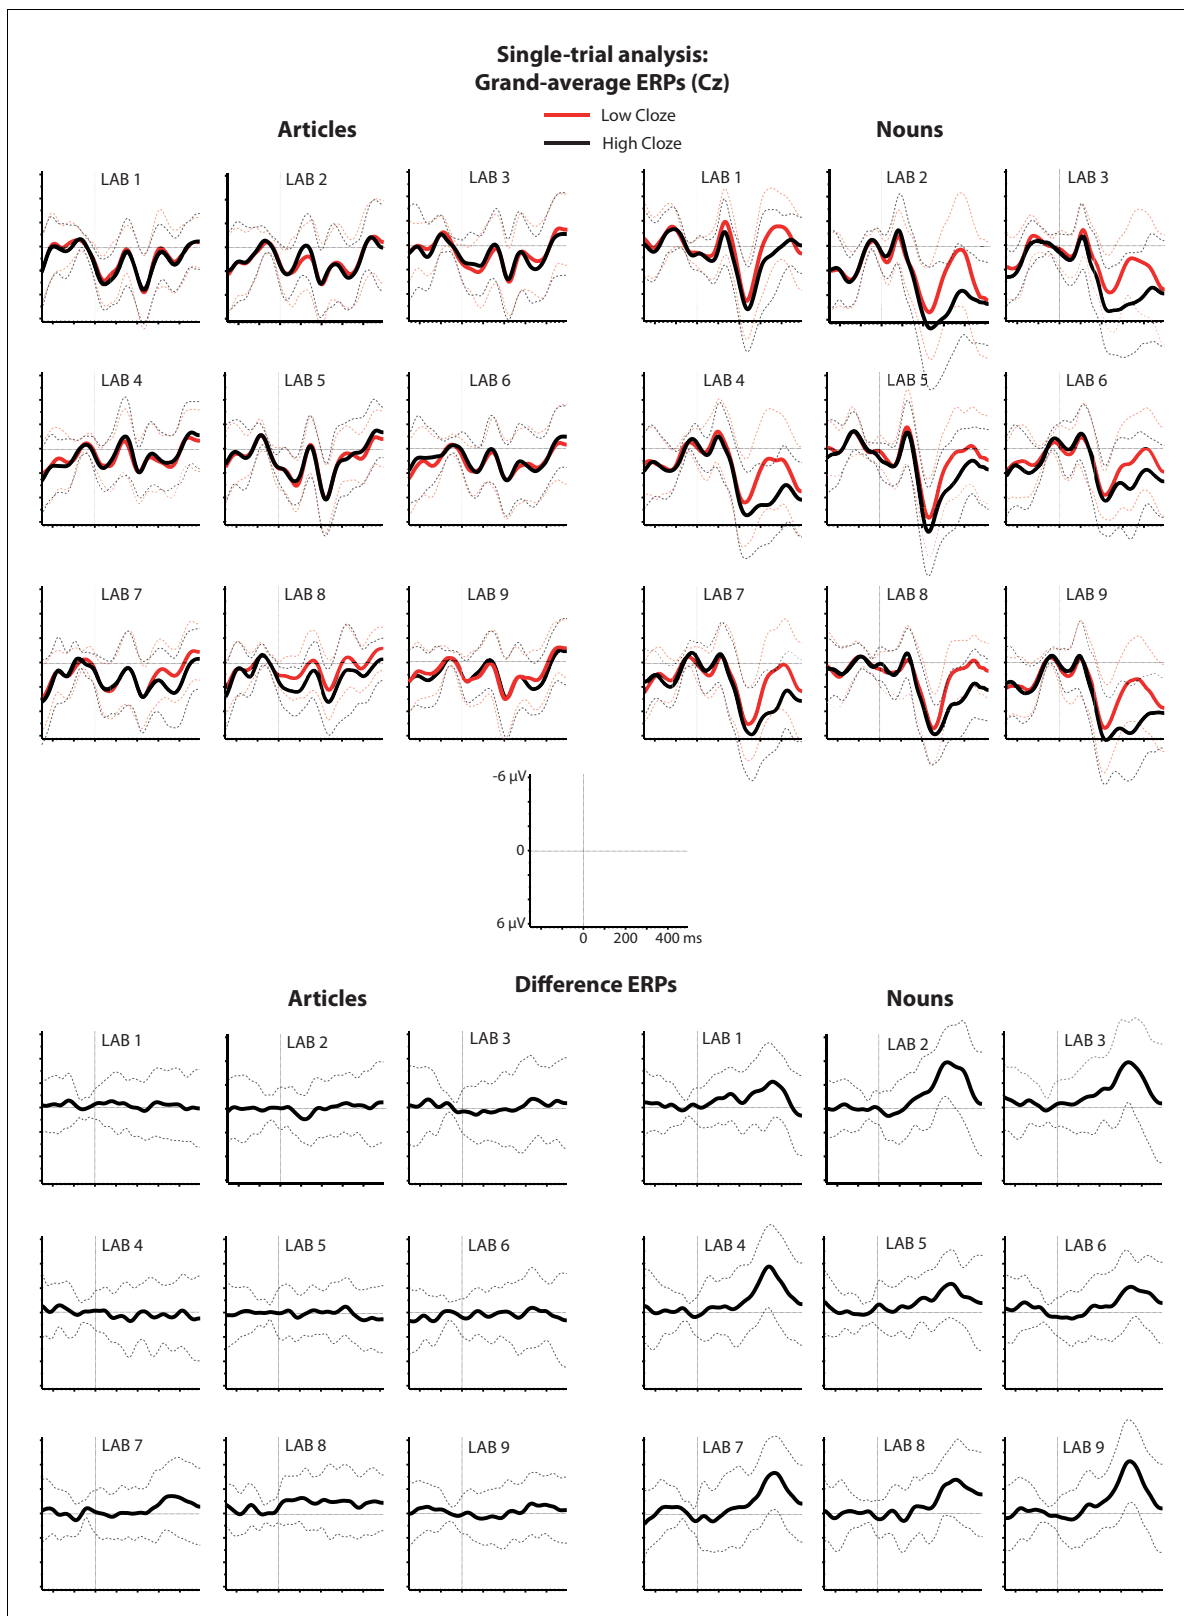 Single-trial analysis:
Grand-average ERPs (Cz)
Low Cloze
High Cloze
Articles
Nouns
LAB 1
LAB 2
LAB 3
LAB 1
LAB 2
LAB 3
LAB 4
LAB 5
LAB 6
LAB 4
LAB 5
LAB 6
LAB 7
LAB 8
LAB 9
LAB 7
LAB 8
LAB 9
-6 µV
0
6 µV
0 200 400 ms
Difference ERPs
Articles
Nouns
LAB 1
LAB 2
LAB 3
LAB 1
LAB 2
LAB 3
LAB 4
LAB 5
LAB 6
LAB 4
LAB 5
LAB 6
LAB 7
LAB 8
LAB 9
LAB 7
LAB 8
LAB 9